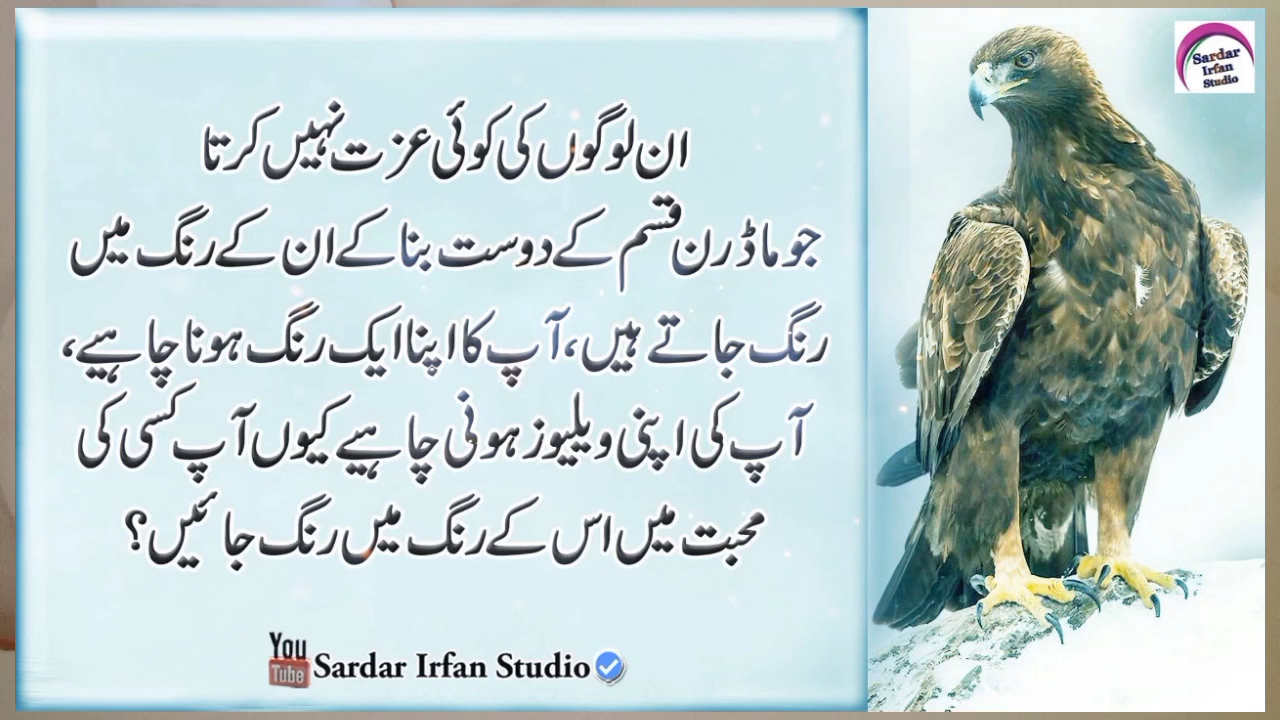 ان لوگوں کی کوئی عزت نہیں کرتا
جو ماڈرن قسم کے دوست بنا کے ان کے رنگ میں
رنگ جاتے ہیں، آپ کا اپنا ایک رنگ ہونا چاہیے،
آپ کی اپنی ویلیوز ہونی چاہیے کیوں آپ کسی کی
محبت میں اس کے رنگ میں رنگ جائیں؟
You
Tube
Sardar Irfan Studio
Sardar
Irfan
Studio